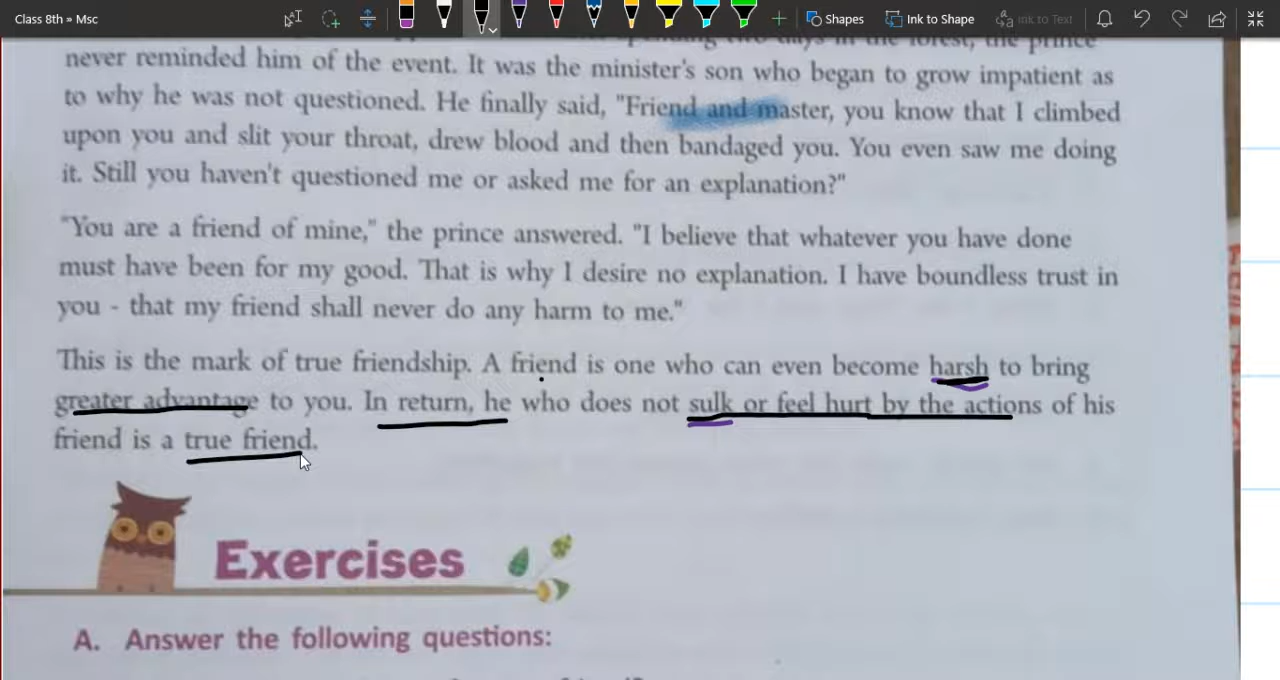 Class 8th » Msc
Shapes
Ink to Shape
Ink to Text
spending two days in the forest, the prince
never reminded him of the event. It was the minister's son who began to grow impatient as
to why he was not questioned. He finally said, "Friend and master, you know that I climbed
upon you and slit your throat, drew blood and then bandaged you. You even saw me doing
it. Still you haven't questioned me or asked me for an explanation?"
"You are a friend of mine," the prince answered. "I believe that whatever you have done
must have been for my good. That is why I desire no explanation. I have boundless trust in
you - that my friend shall never do any harm to me."
This is the mark of true friendship. A friend is one who can even become harsh to bring
greater advantage to you. In return, he who does not sulk or feel hurt by the actions of his
friend is a true friend.
Exercises
A. Answer the following questions: